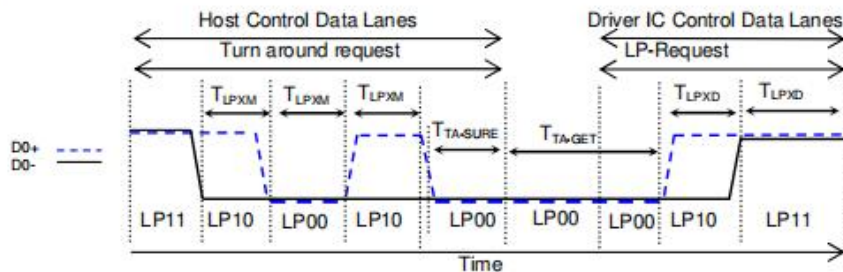 Host Control Data Lanes Driver IC Control Data Lanes
Turn around request LP-Request
TLPXM TLPXM TLPXM TLPXD TLPXD
TTA-SURE TTA-GET
D0+
D0-
LP11 LP10 LP00 LP10 LP00 LP00 LP00 LP10 LP11
Time